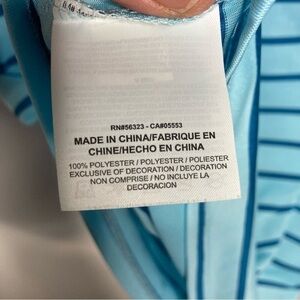 RN#56323 - CA#05553
MADE IN CHINA/FABRIQUE EN
CHINE/HECHO EN CHINA
100% POLYESTER / POLYESTER / POLIESTER
EXCLUSIVE OF DECORATION / DECORATION
NON COMPRISE / NO INCLUYE LA
DECORACION